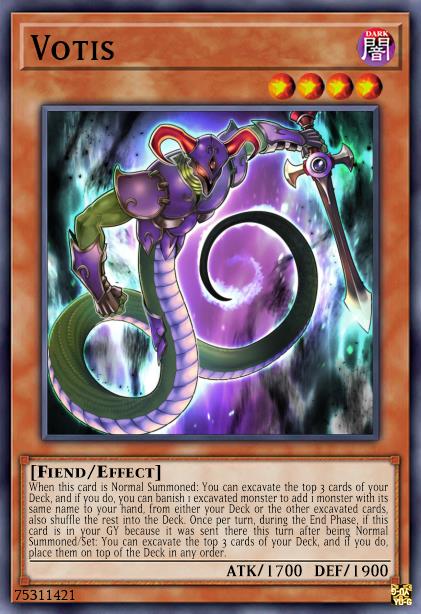 VOTIS
DARK
闇
[FIEND/EFFECT]
When this card is Normal Summoned: You can excavate the top 3 cards of your
Deck, and if you do, you can banish 1 excavated monster to add 1 monster with its
same name to your hand, from either your Deck or the other excavated cards,
also shuffle the rest into the Deck. Once per turn, during the End Phase, if this
card is in your GY because it was sent there this turn after being Normal
Summoned/Set: You can excavate the top 3 cards of your Deck, and if you do,
place them on top of the Deck in any order.
ATK/1700 DEF/1900
75311421